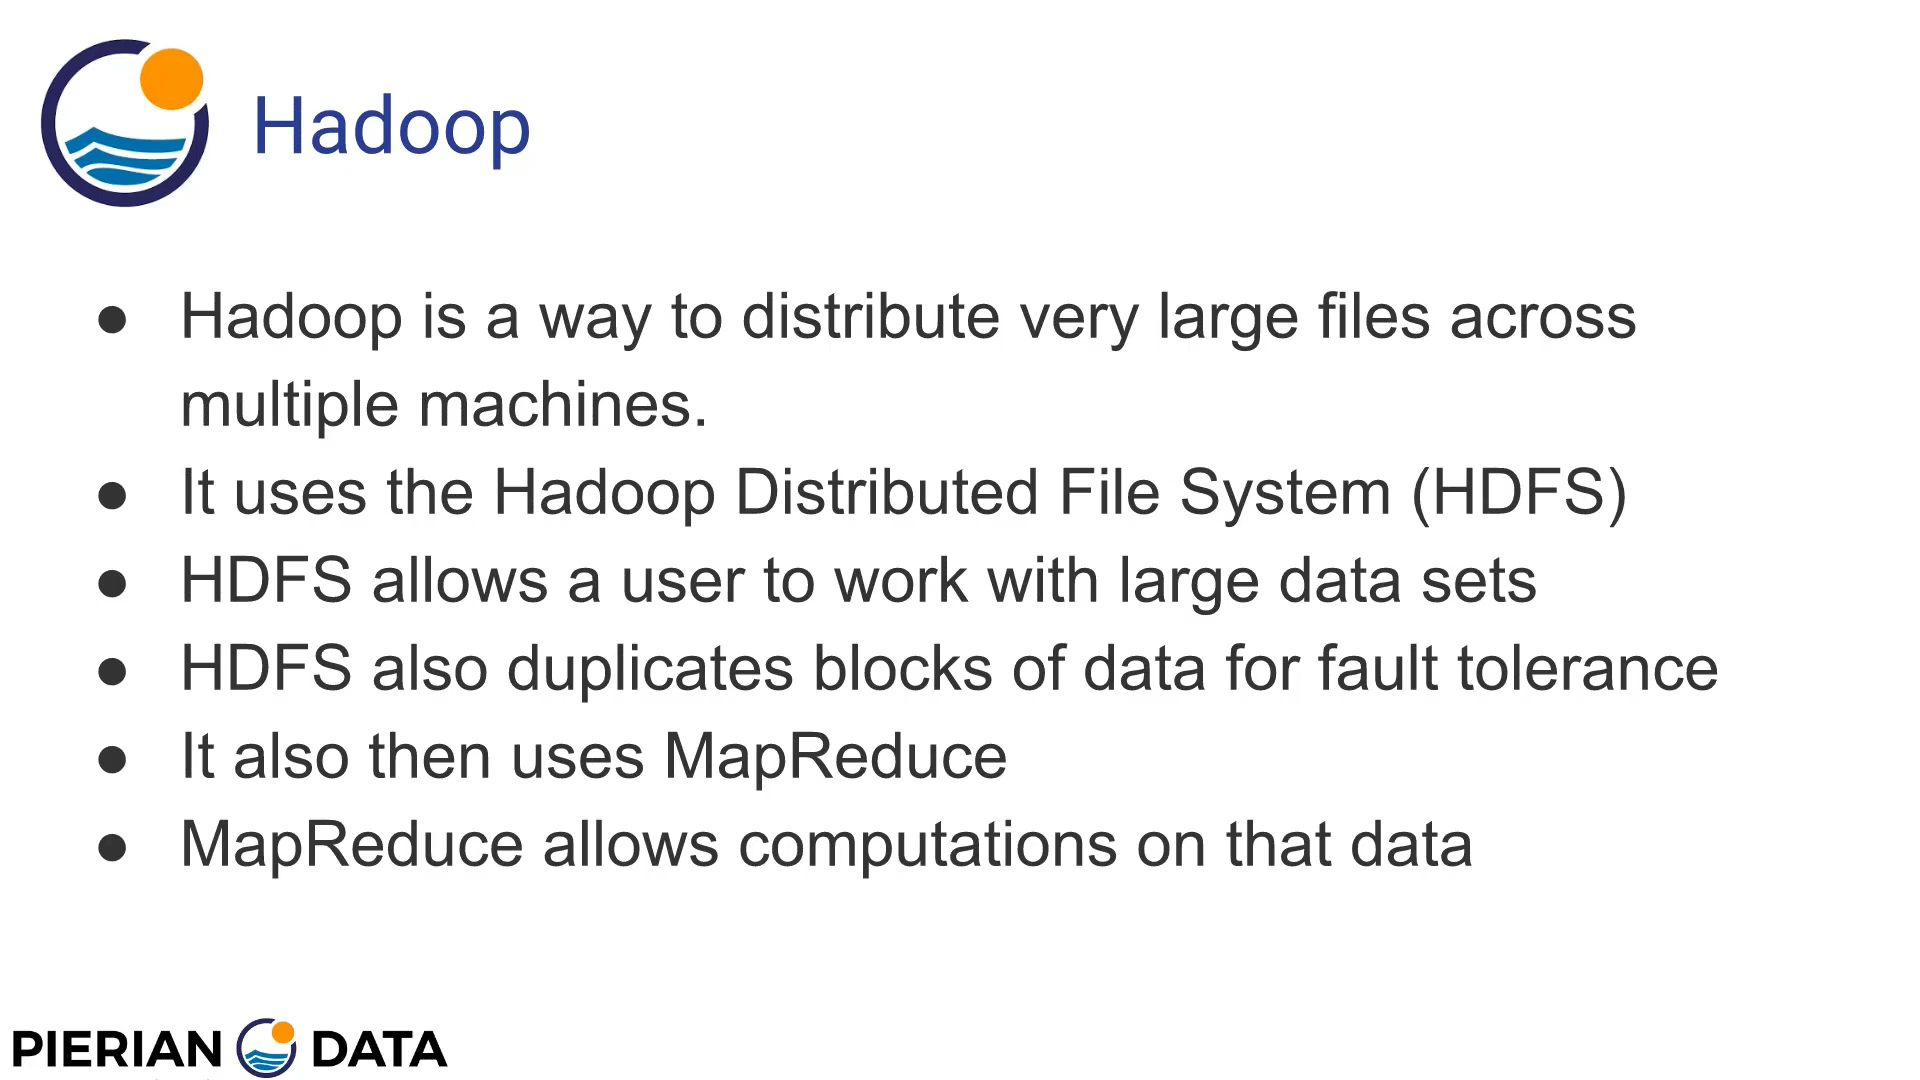 Hadoop
● Hadoop is a way to distribute very large files across
multiple machines.
● It uses the Hadoop Distributed File System (HDFS)
● HDFS allows a user to work with large data sets
● HDFS also duplicates blocks of data for fault tolerance
● It also then uses MapReduce
● MapReduce allows computations on that data
PIERIAN DATA